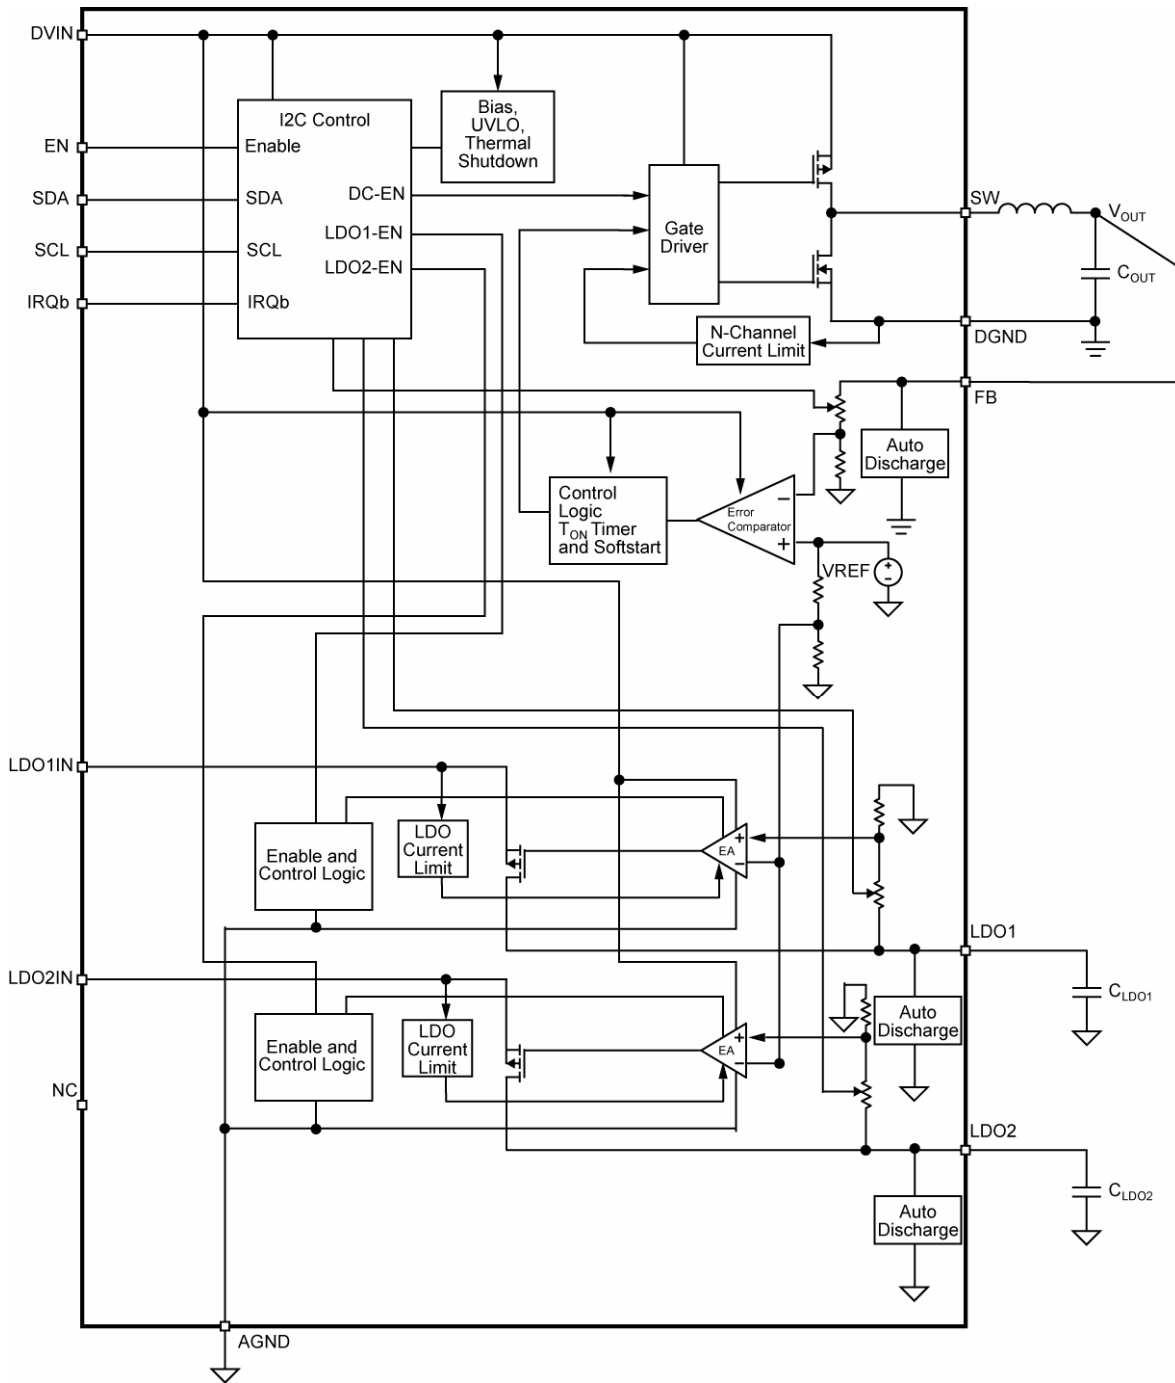 DVIN
I2C Control
Enable
SDA
SCL
IRQb
DC-EN
LDO1-EN
LDO2-EN
Bias,
UVLO,
Thermal
Shutdown
EN
SDA
SCL
IRQb
Gate
Driver
SW
VOUT
COUT
DGND
N-Channel
Current Limit
FB
Auto
Discharge
Control
Logic
TON Timer
and Softstart
Error
Comparator
−
+
VREF
+
-
LDO1IN
Enable and
Control Logic
LDO
Current
Limit
+
EA
−
LDO1
CLDO1
Auto
Discharge
LDO2IN
Enable and
Control Logic
LDO
Current
Limit
+
EA
−
NC
LDO2
CLDO2
Auto
Discharge
AGND